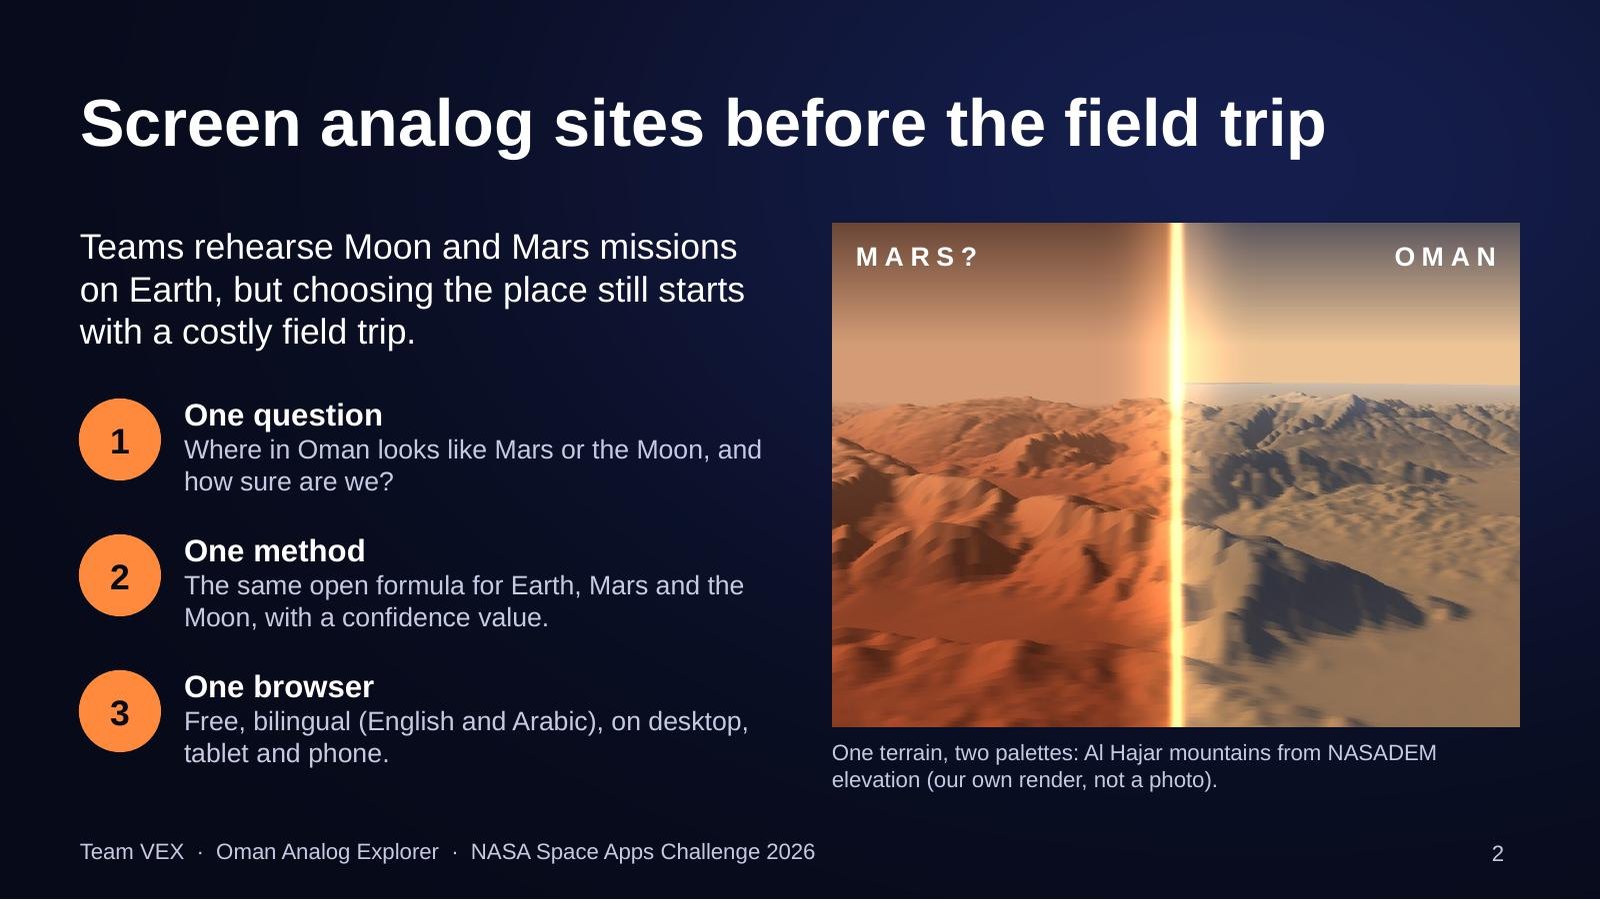 Screen analog sites before the field trip
Teams rehearse Moon and Mars missions
on Earth, but choosing the place still starts
with a costly field trip.
1
One question
Where in Oman looks like Mars or the Moon, and
how sure are we?
2
One method
The same open formula for Earth, Mars and the
Moon, with a confidence value.
3
One browser
Free, bilingual (English and Arabic), on desktop,
tablet and phone.
MARS?
OMAN
One terrain, two palettes: Al Hajar mountains from NASADEM
elevation (our own render, not a photo).
Team VEX · Oman Analog Explorer · NASA Space Apps Challenge 2026
2